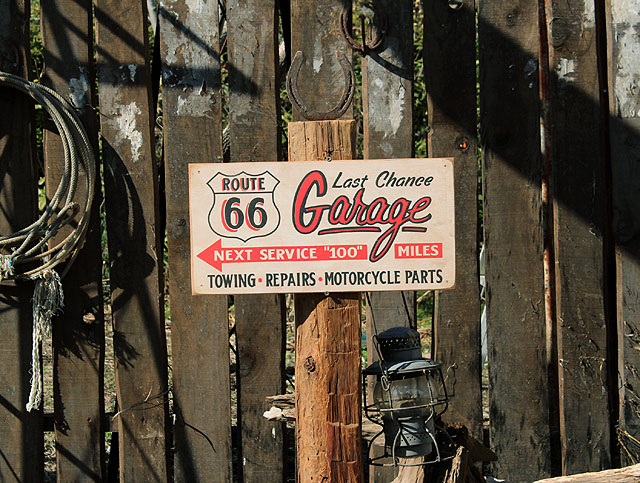 ROUTE
66
Last Chance
Garage
NEXT SERVICE "100" MILES
TOWING • REPAIRS • MOTORCYCLE PARTS